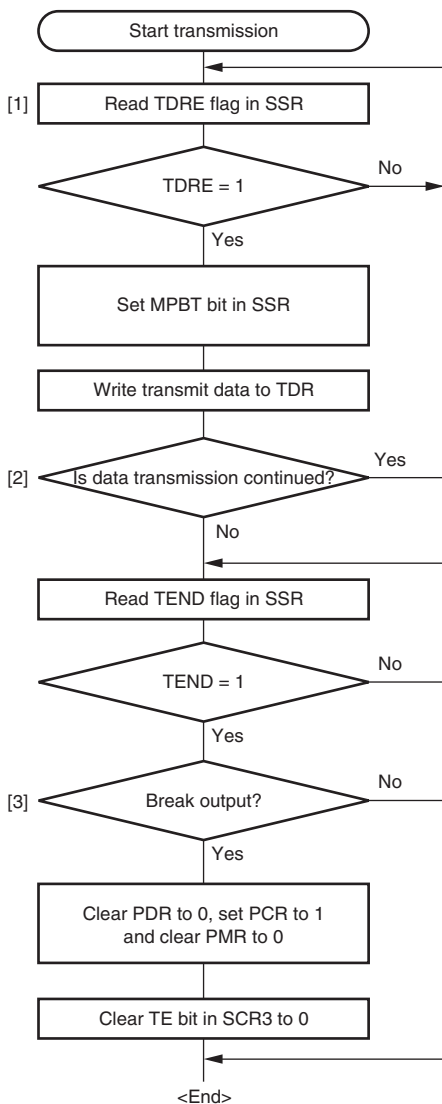 Start transmission
[1]
Read TDRE flag in SSR
TDRE = 1
No
Yes
Set MPBT bit in SSR
Write transmit data to TDR
[2]
Is data transmission continued?
Yes
No
Read TEND flag in SSR
TEND = 1
No
Yes
[3]
Break output?
No
Yes
Clear PDR to 0, set PCR to 1
and clear PMR to 0
Clear TE bit in SCR3 to 0
<End>